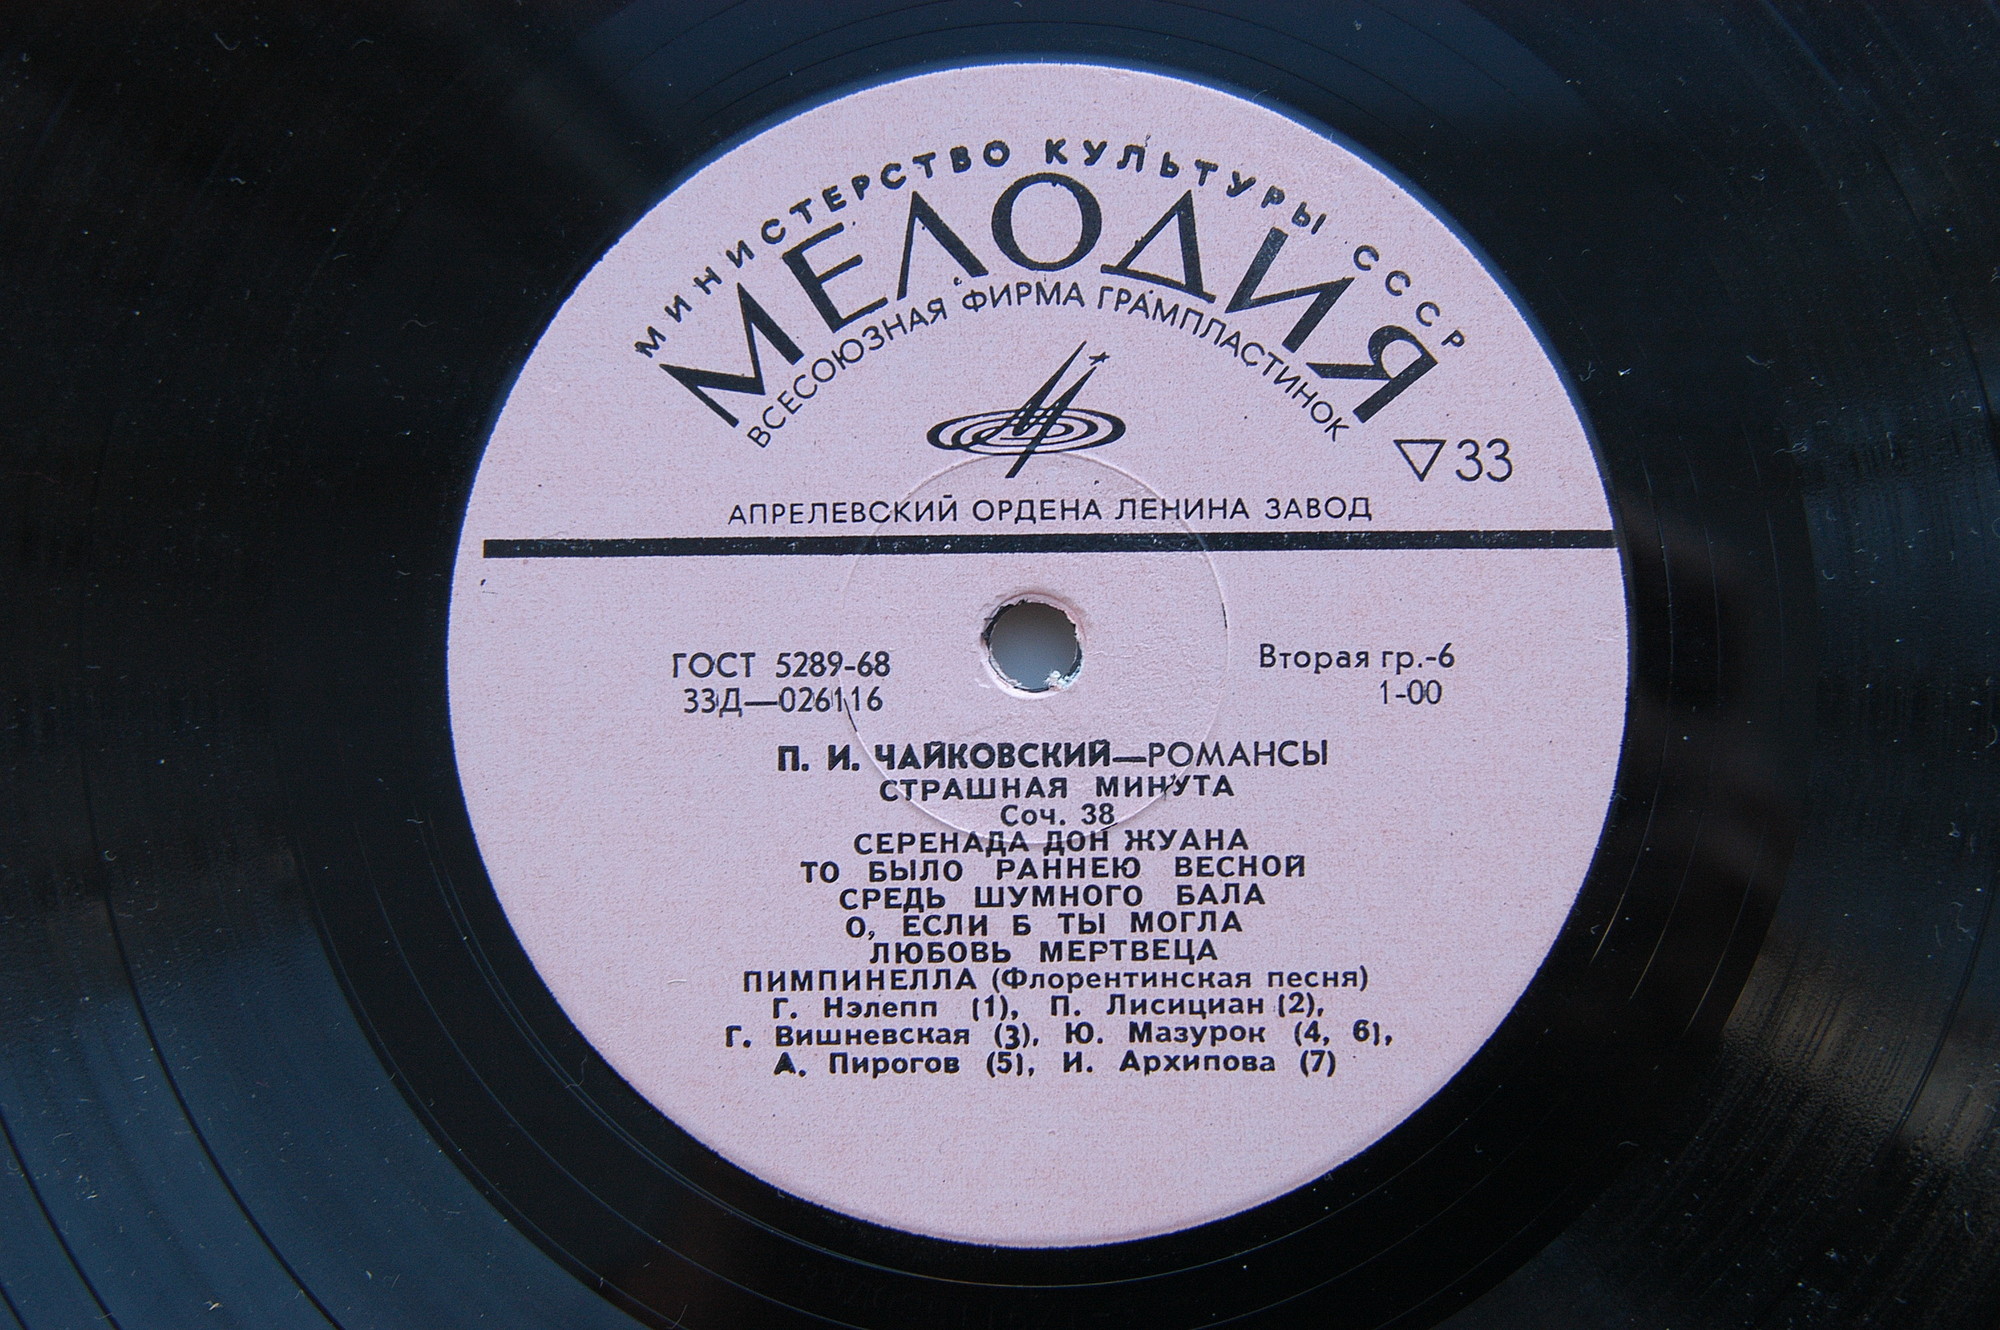 МИНИСТЕРСТВО КУЛЬТУРЫ СССР
МЕЛОДИЯ
ВСЕСОЮЗНАЯ ФИРМА ГРАМПЛАСТИНОК
▽33
АПРЕЛЕВСКИЙ ОРДЕНА ЛЕНИНА ЗАВОД
ГОСТ 5289-68
33Д—026116
Вторая гр.-6
1-00
П. И. ЧАЙКОВСКИЙ—РОМАНСЫ
СТРАШНАЯ МИНУТА
Соч. 38
СЕРЕНАДА ДОН ЖУАНА
ТО БЫЛО РАННЕЮ ВЕСНОЙ
СРЕДЬ ШУМНОГО БАЛА
О, ЕСЛИ Б ТЫ МОГЛА
ЛЮБОВЬ МЕРТВЕЦА
ПИМПИНЕЛЛА (Флорентинская песня)
Г. Нэлепп (1), П. Лисициан (2),
Г. Вишневская (3), Ю. Мазурок (4, 6),
А. Пирогов (5), И. Архипова (7)